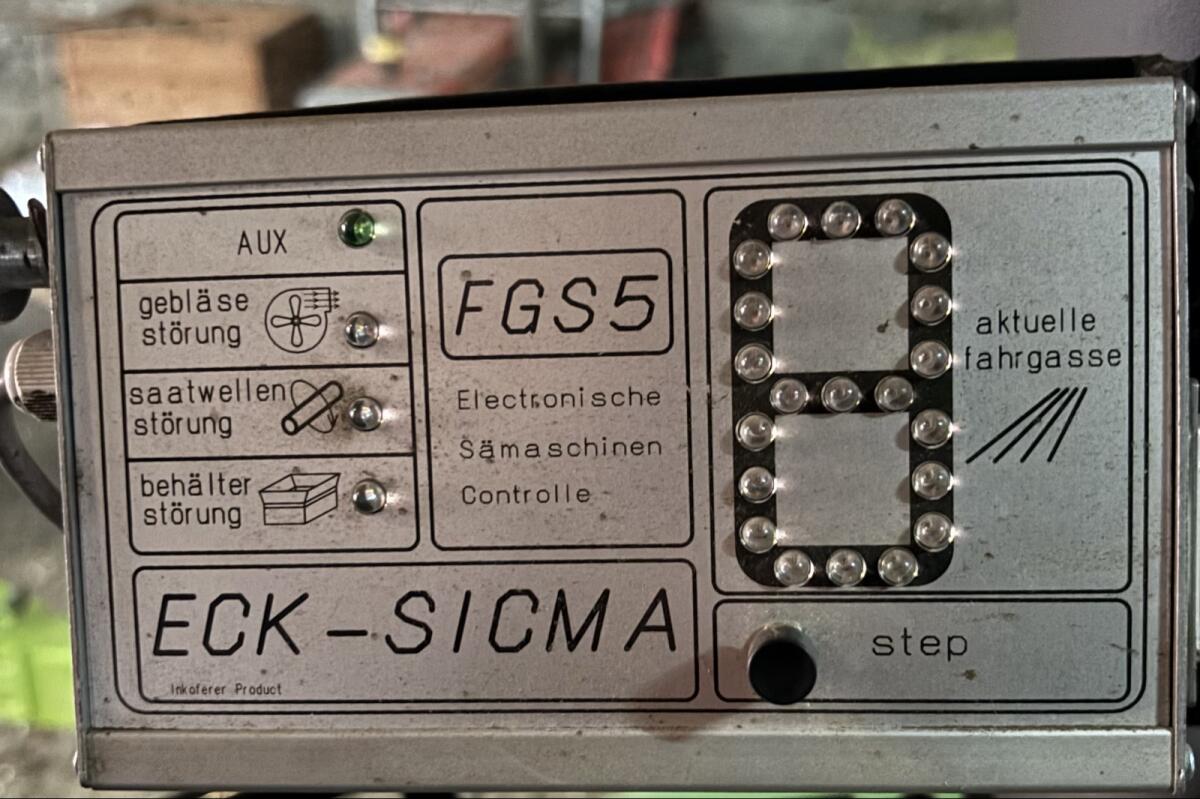 AUX
gebläse
störung
saatwellen
störung
behälter
störung
FGS5
Electronische
Sämaschinen
Controlle
aktuelle
fahrgasse
ECK-SICMA
Inkoferer Product
step